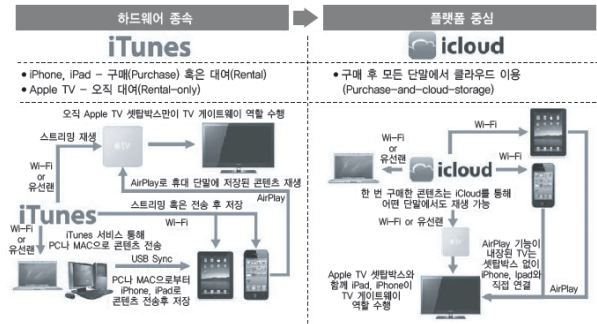 하드웨어 종속
플랫폼 중심
iTunes
icloud
• iPhone, iPad - 구매(Purchase) 혹은 대여(Rental)
• Apple TV - 오직 대여(Rental-only)
• 구매 후 모든 단말에서 클라우드 이용
(Purchase-and-cloud-storage)
오직 Apple TV 셋탑박스만이 TV 게이트웨이 역할 수행
스트리밍 재생
tv
Wi-Fi
or
유선랜
AirPlay로 휴대 단말에 저장된 콘텐츠 재생
AirPlay
iTunes
스트리밍 혹은 전송 후 저장
Wi-Fi
Wi-Fi
or
유선랜
iTunes 서비스 통해
PC나 MAC으로 콘텐츠 전송
USB Sync
PC나 MAC으로부터
iPhone, iPad로
콘텐츠 전송후 저장
Wi-Fi
Wi-Fi
or
유선랜
icloud
Wi-Fi
한 번 구매한 콘텐츠는 iCloud를 통해
어떤 단말에서도 재생 가능
Wi-Fi or 유선랜
tv
AirPlay 기능이
내장된 TV는
셋탑박스 없이
iPhone, Ipad와
직접 연결
AirPlay
Apple TV 셋탑박스와
함께 iPad, iPhone이
TV 게이트웨이
역할 수행